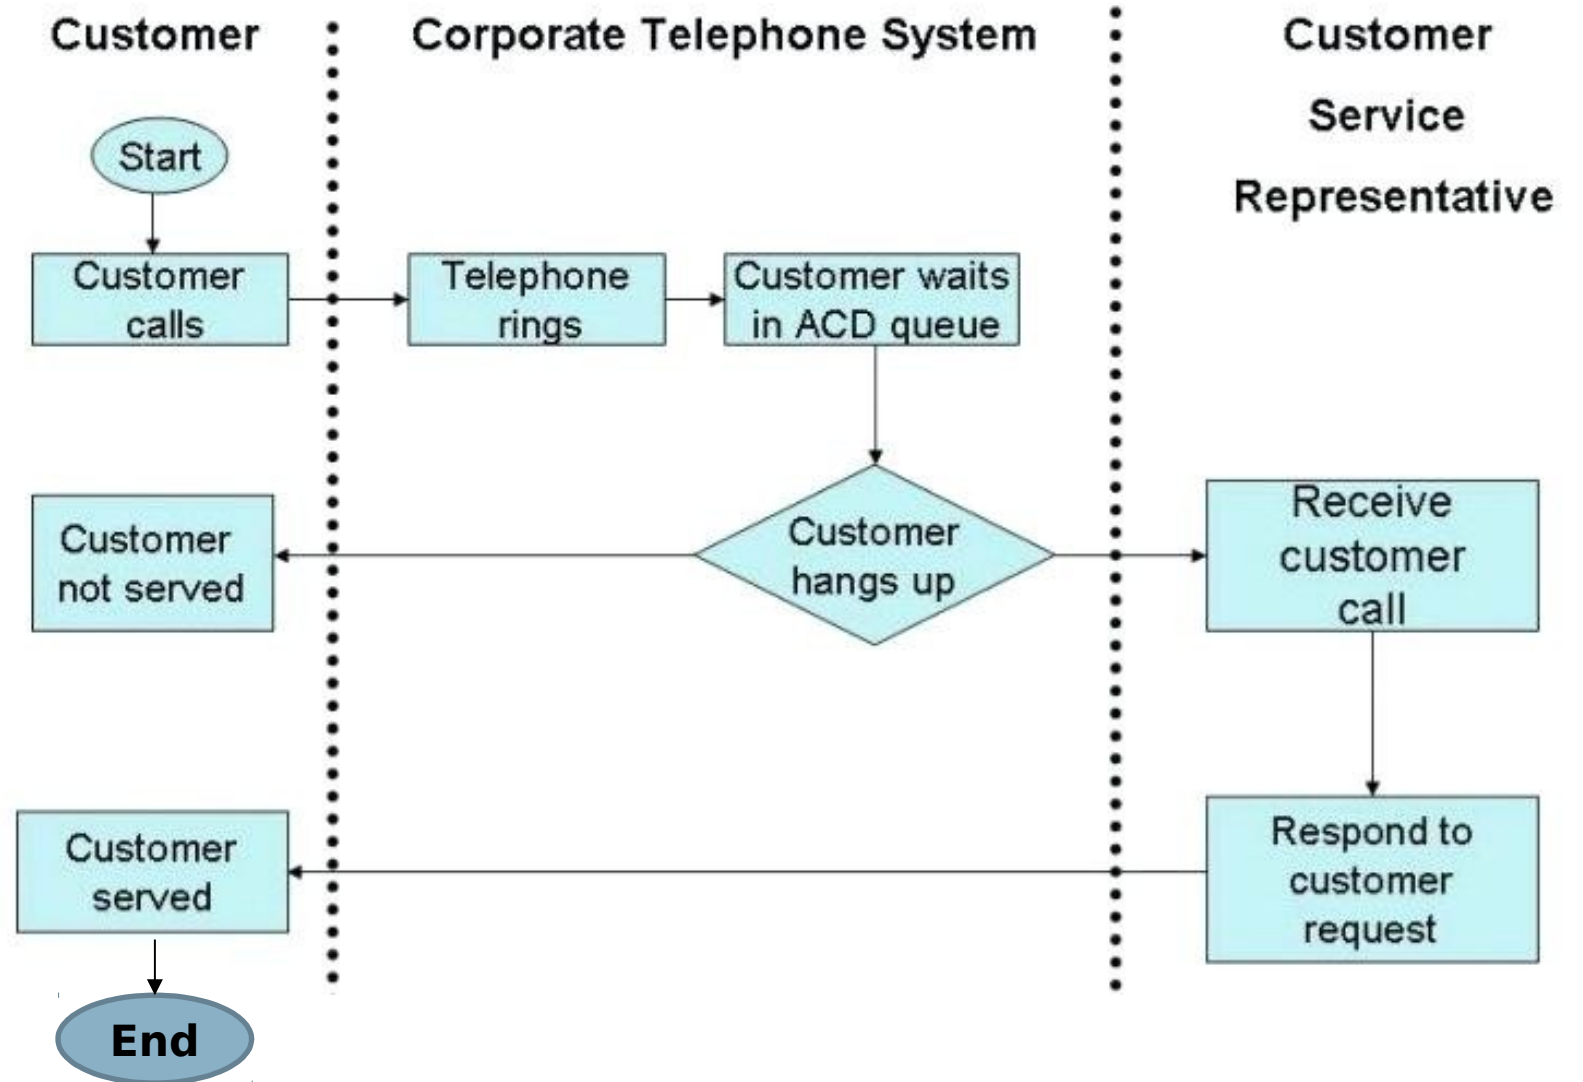 Customer
Corporate Telephone System
Customer
Service
Representative
Start
Customer
calls
Telephone
rings
Customer waits
in ACD queue
Customer
not served
Customer
hangs up
Receive
customer
call
Customer
served
Respond to
customer
request
End